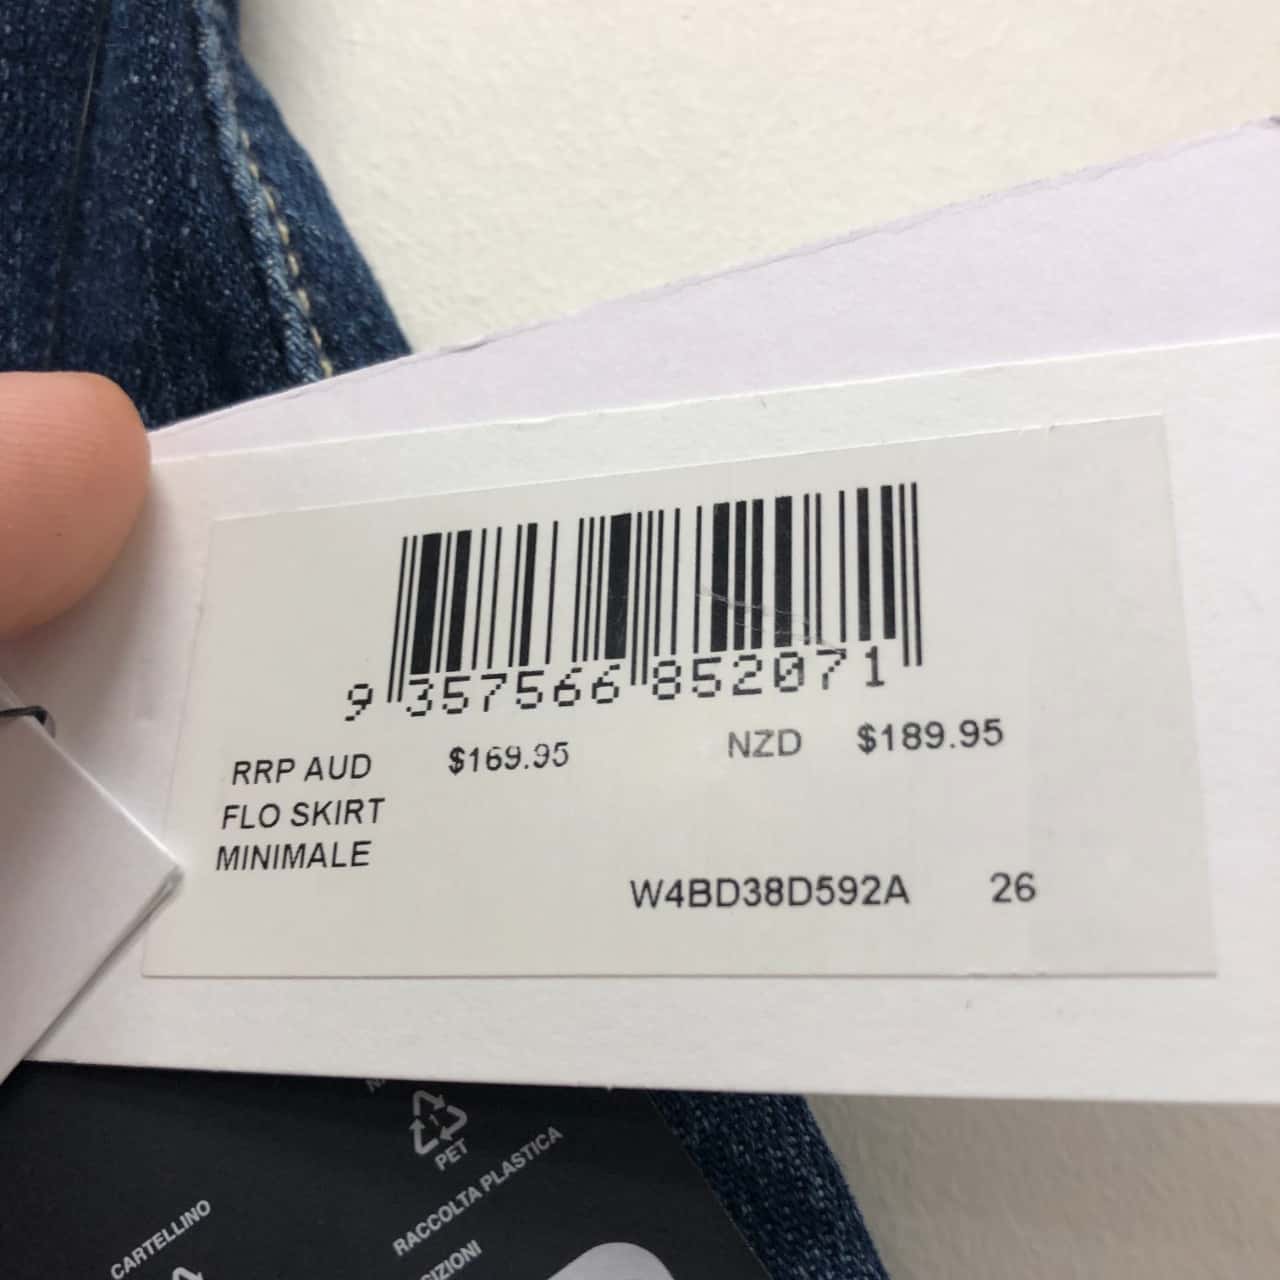 9 357566 852071
RRP AUD $169.95 NZD $189.95
FLO SKIRT
MINIMALE
W4BD38D592A 26
1
PET
RACCOLTA PLASTICA
CARTELLINO